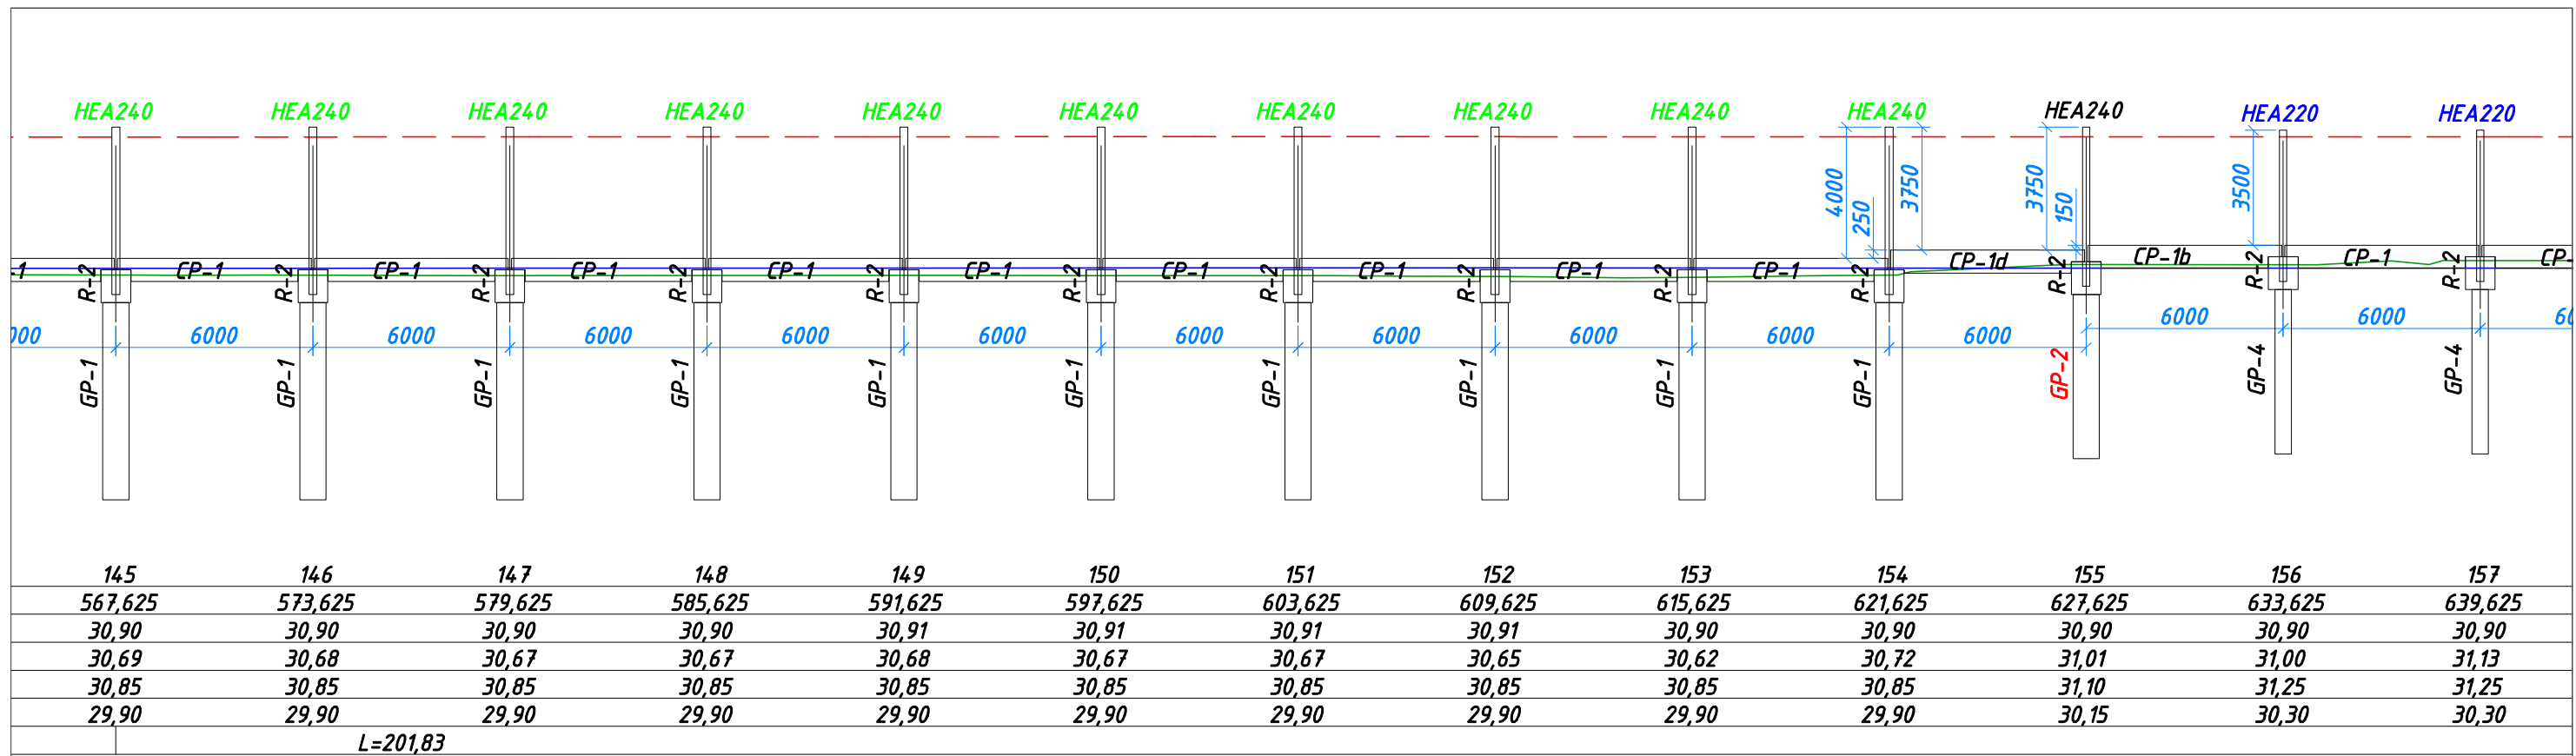 HEA240 HEA240 HEA240 HEA240 HEA240 HEA240 HEA240 HEA240 HEA240 HEA240 HEA240 HEA220 HEA220
4000 250 3750 3750 150 3500
-1 CP-1 CP-1 CP-1 CP-1 CP-1 CP-1 CP-1 CP-1 CP-1 CP-1d CP-1b CP-1 CP-
R-2 R-2 R-2 R-2 R-2 R-2 R-2 R-2 R-2 R-2 R-2 R-2 R-2
000 6000 6000 6000 6000 6000 6000 6000 6000 6000 6000 6000 6000 60
GP-1 GP-1 GP-1 GP-1 GP-1 GP-1 GP-1 GP-1 GP-1 GP-1 GP-2 GP-4 GP-4
145 146 147 148 149 150 151 152 153 154 155 156 157
567,625 573,625 579,625 585,625 591,625 597,625 603,625 609,625 615,625 621,625 627,625 633,625 639,625
30,90 30,90 30,90 30,90 30,91 30,91 30,91 30,91 30,90 30,90 30,90 30,90 30,90
30,69 30,68 30,67 30,67 30,68 30,67 30,67 30,65 30,62 30,72 31,01 31,00 31,13
30,85 30,85 30,85 30,85 30,85 30,85 30,85 30,85 30,85 30,85 31,10 31,25 31,25
29,90 29,90 29,90 29,90 29,90 29,90 29,90 29,90 29,90 29,90 30,15 30,30 30,30
L=201,83